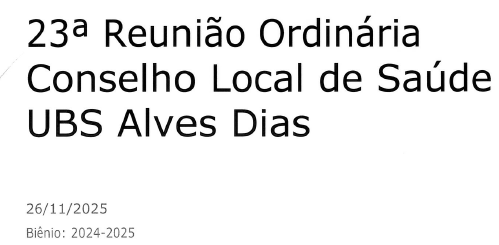 23ª Reunião Ordinária
Conselho Local de Saúde
UBS Alves Dias
26/11/2025
Biênio: 2024-2025